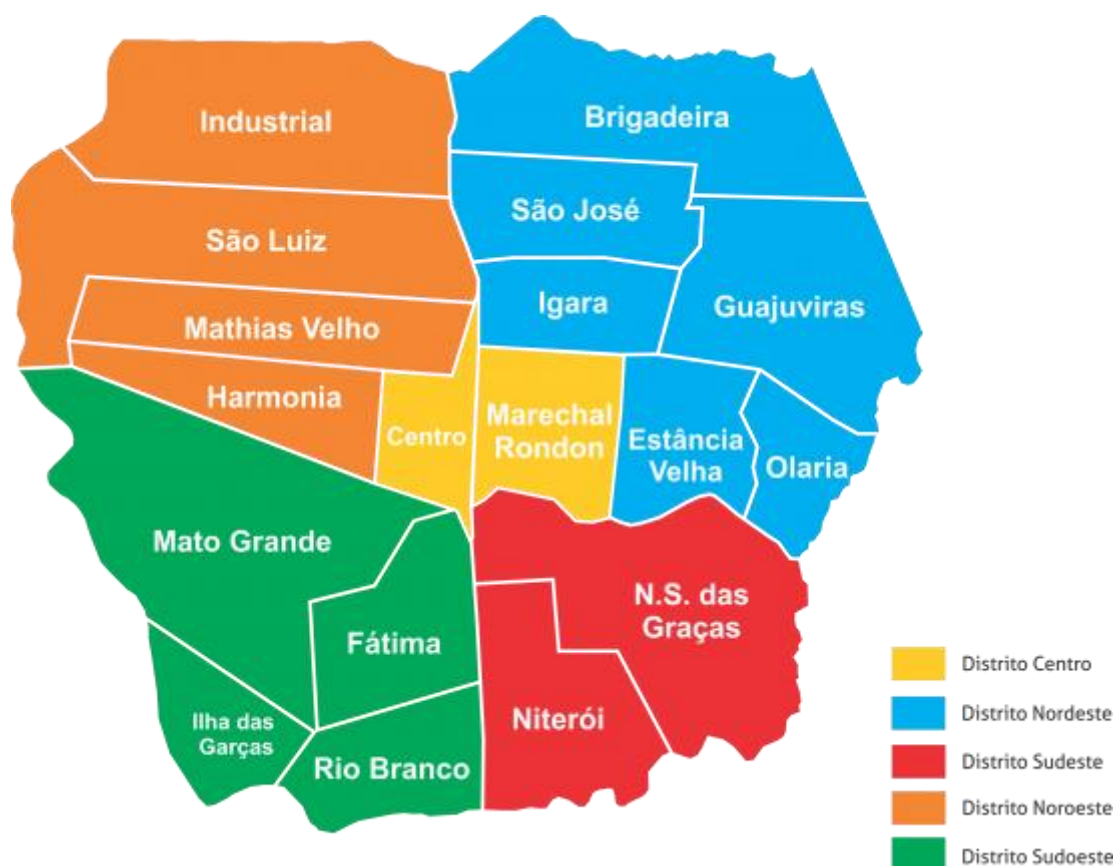 Industrial
Brigadeira
São José
São Luiz
Igara
Guajuviras
Mathias Velho
Harmonia
Centro
Marechal
Rondon
Estância
Velha
Olaria
Mato Grande
N.S. das
Graças
Fátima
Niterói
Ilha das
Garças
Rio Branco
Distrito Centro
Distrito Nordeste
Distrito Sudeste
Distrito Noroeste
Distrito Sudoeste